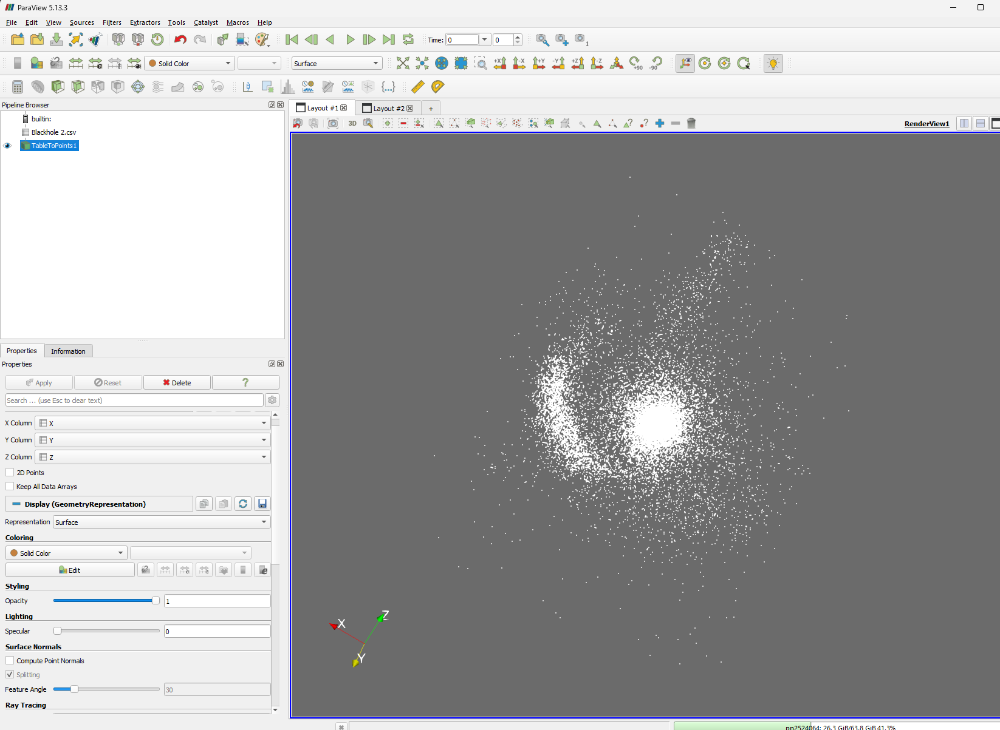 ParaView 5.13.3
File Edit View Sources Filters Extractors Tools Catalyst Macros Help
Time: 0 0 1
Solid Color Surface +X -X +Y -Y +Z -Z +90 -90
Pipeline Browser
Layout #1 Layout #2 +
builtin:
3D RenderView1
Blackhole 2.csv
TableToPoints1
Properties Information
Properties
Apply Reset Delete ?
Search ... (use Esc to clear text)
X Column X
Y Column Y
Z Column Z
2D Points
Keep All Data Arrays
Display (GeometryRepresentation)
Representation Surface
Coloring
Solid Color
Edit
Styling
Opacity 1
Lighting
Specular 0
Surface Normals
Compute Point Normals
Splitting
Feature Angle 30
Ray Tracing
X Z
Y
pn2524064: 26.3 GiB/63.8 GiB 41.3%